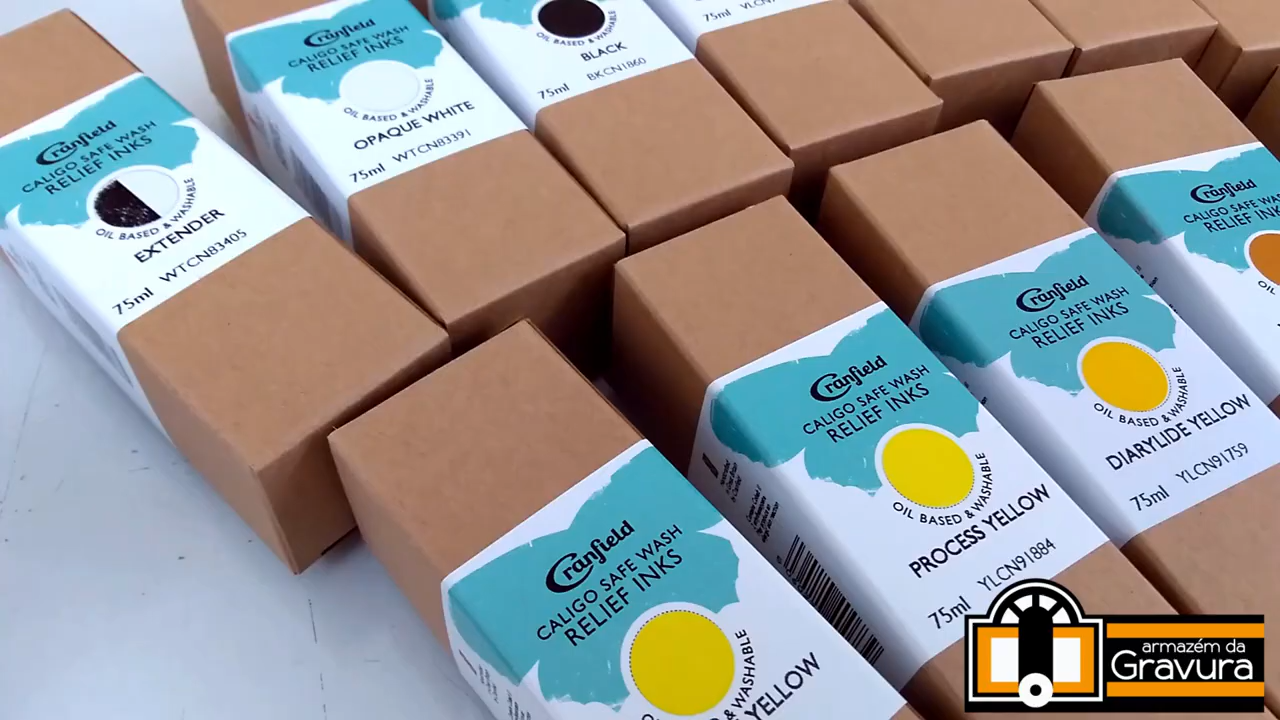 Cranfield
CALIGO SAFE WASH
RELIEF INKS
OIL BASED & WASHABLE
EXTENDER
75ml WTCN83405
Cranfield
CALIGO SAFE WASH
RELIEF INKS
OIL BASED & WASHABLE
OPAQUE WHITE
75ml WTCN83391
BLACK
75ml BKCN1860
75ml
Cranfield
CALIGO SAFE WASH
RELIEF INKS
& WASHABLE
YELLOW
Cranfield
CALIGO SAFE WASH
RELIEF INKS
OIL BASED & WASHABLE
PROCESS YELLOW
75ml YLCN91884
Cranfield
CALIGO SAFE WASH
RELIEF INKS
OIL BASED & WASHABLE
DIARYLIDE YELLOW
75ml YLCN91759
Cranfield
CALIGO SAFE
RELIEF
OIL
armazém da
Gravura